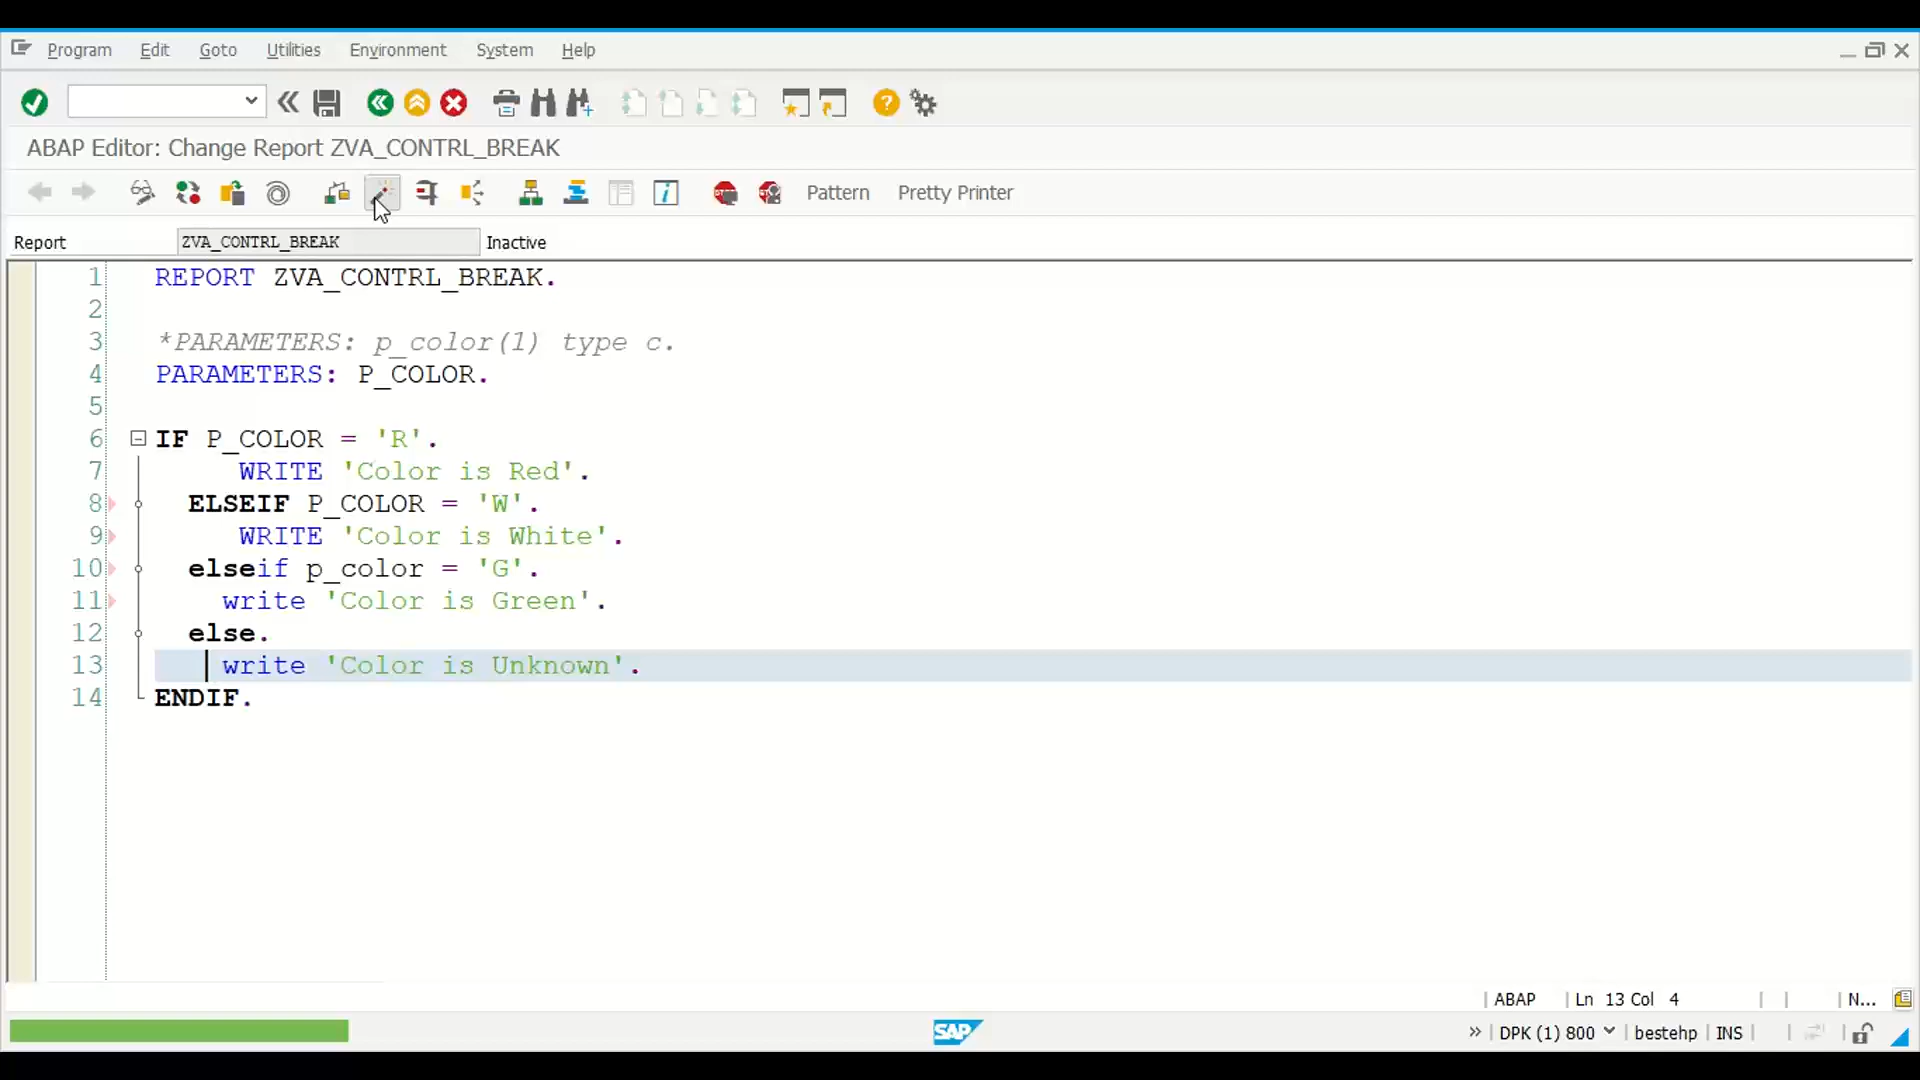 Program Edit Goto Utilities Environment System Help
ABAP Editor: Change Report ZVA_CONTRL_BREAK
Pattern Pretty Printer
Report ZVA_CONTRL_BREAK Inactive
1 REPORT ZVA_CONTRL_BREAK.
2
3 *PARAMETERS: p_color(1) type c.
4 PARAMETERS: P_COLOR.
5
6 IF P_COLOR = 'R'.
7 WRITE 'Color is Red'.
8 ELSEIF P_COLOR = 'W'.
9 WRITE 'Color is White'.
10 elseif p_color = 'G'.
11 write 'Color is Green'.
12 else.
13 write 'Color is Unknown'.
14 ENDIF.
ABAP Ln 13 Col 4 N...
SAP DPK (1) 800 bestehp INS